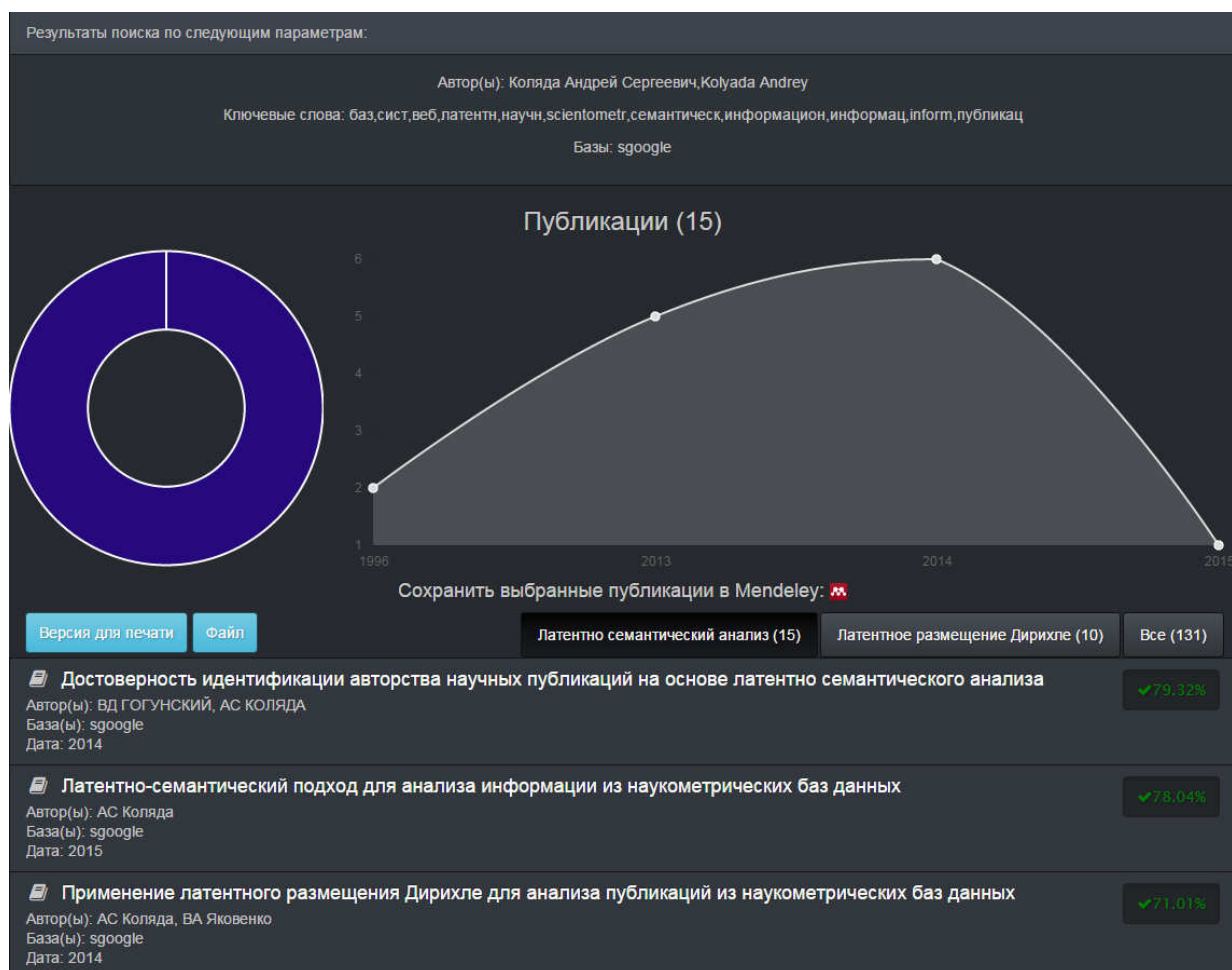 Результаты поиска по следующим параметрам:
Автор(ы): Коляда Андрей Сергеевич,Kolyada Andrey
Ключевые слова: баз,сист,веб,латентн,научн,scientometr,семантическ,информацион,информац,inform,публикац
Базы: sgoogle
Публикации (15)
6
5
4
3
2
1
1996 2013 2014 2015
Сохранить выбранные публикации в Mendeley:
Версия для печати Файл Латентно семантический анализ (15) Латентное размещение Дирихле (10) Все (131)
Достоверность идентификации авторства научных публикаций на основе латентно семантического анализа
79.32%
Автор(ы): ВД ГОГУНСКИЙ, АС КОЛЯДА
База(ы): sgoogle
Дата: 2014
Латентно-семантический подход для анализа информации из наукометрических баз данных
78.04%
Автор(ы): АС Коляда
База(ы): sgoogle
Дата: 2015
Применение латентного размещения Дирихле для анализа публикаций из наукометрических баз данных
71.01%
Автор(ы): АС Коляда, ВА Яковенко
База(ы): sgoogle
Дата: 2014